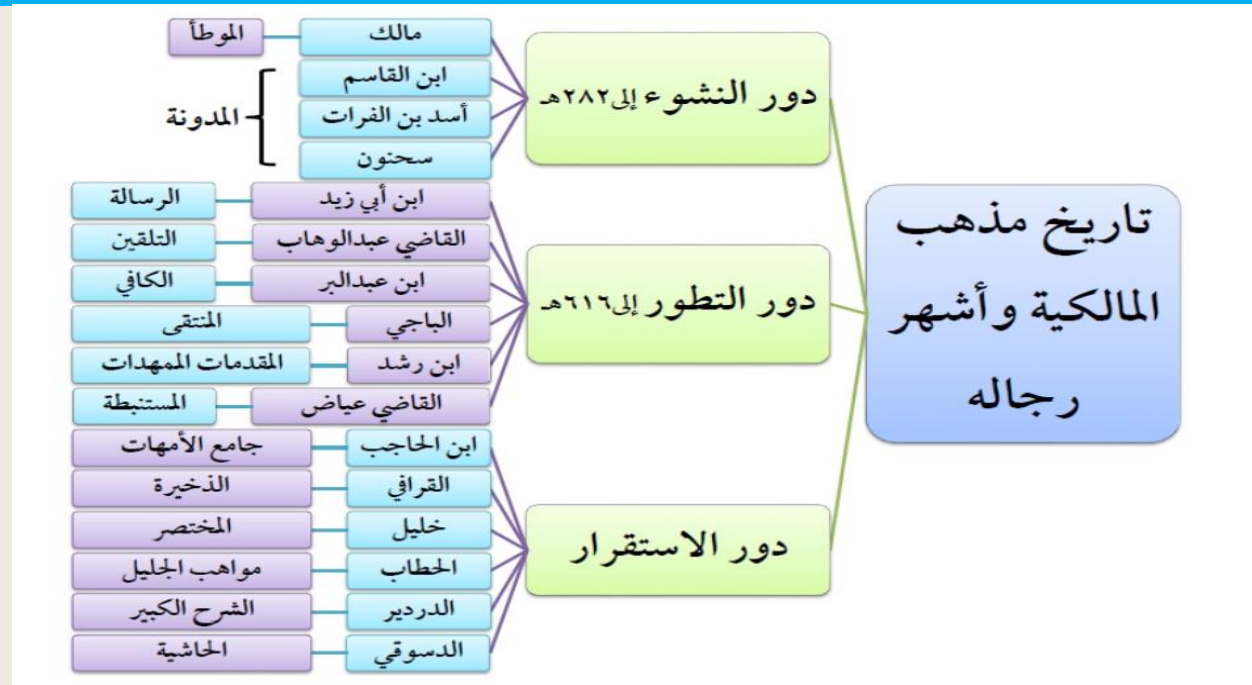 تاريخ مذهب
المالكية وأشهر
رجاله
دور النشوء إلى٢٨٢هـ
مالك
الموطأ
ابن القاسم
أسد بن الفرات
سحنون
المدونة
دور التطور إلى٦١٦هـ
ابن أبي زيد
الرسالة
القاضي عبدالوهاب
التلقين
ابن عبدالبر
الكافي
الباجي
المنتقى
ابن رشد
المقدمات الممهدات
القاضي عياض
المستنبطة
دور الاستقرار
ابن الحاجب
جامع الأمهات
القرافي
الذخيرة
خليل
المختصر
الحطاب
مواهب الجليل
الدردير
الشرح الكبير
الدسوقي
الحاشية